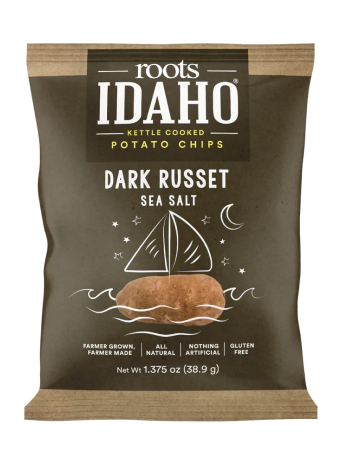 roots
IDAHO®
KETTLE COOKED
POTATO CHIPS
DARK RUSSET
SEA SALT
FARMER GROWN, FARMER MADE | ALL NATURAL | NOTHING ARTIFICIAL | GLUTEN FREE
Net Wt 1.375 oz (38.9 g)